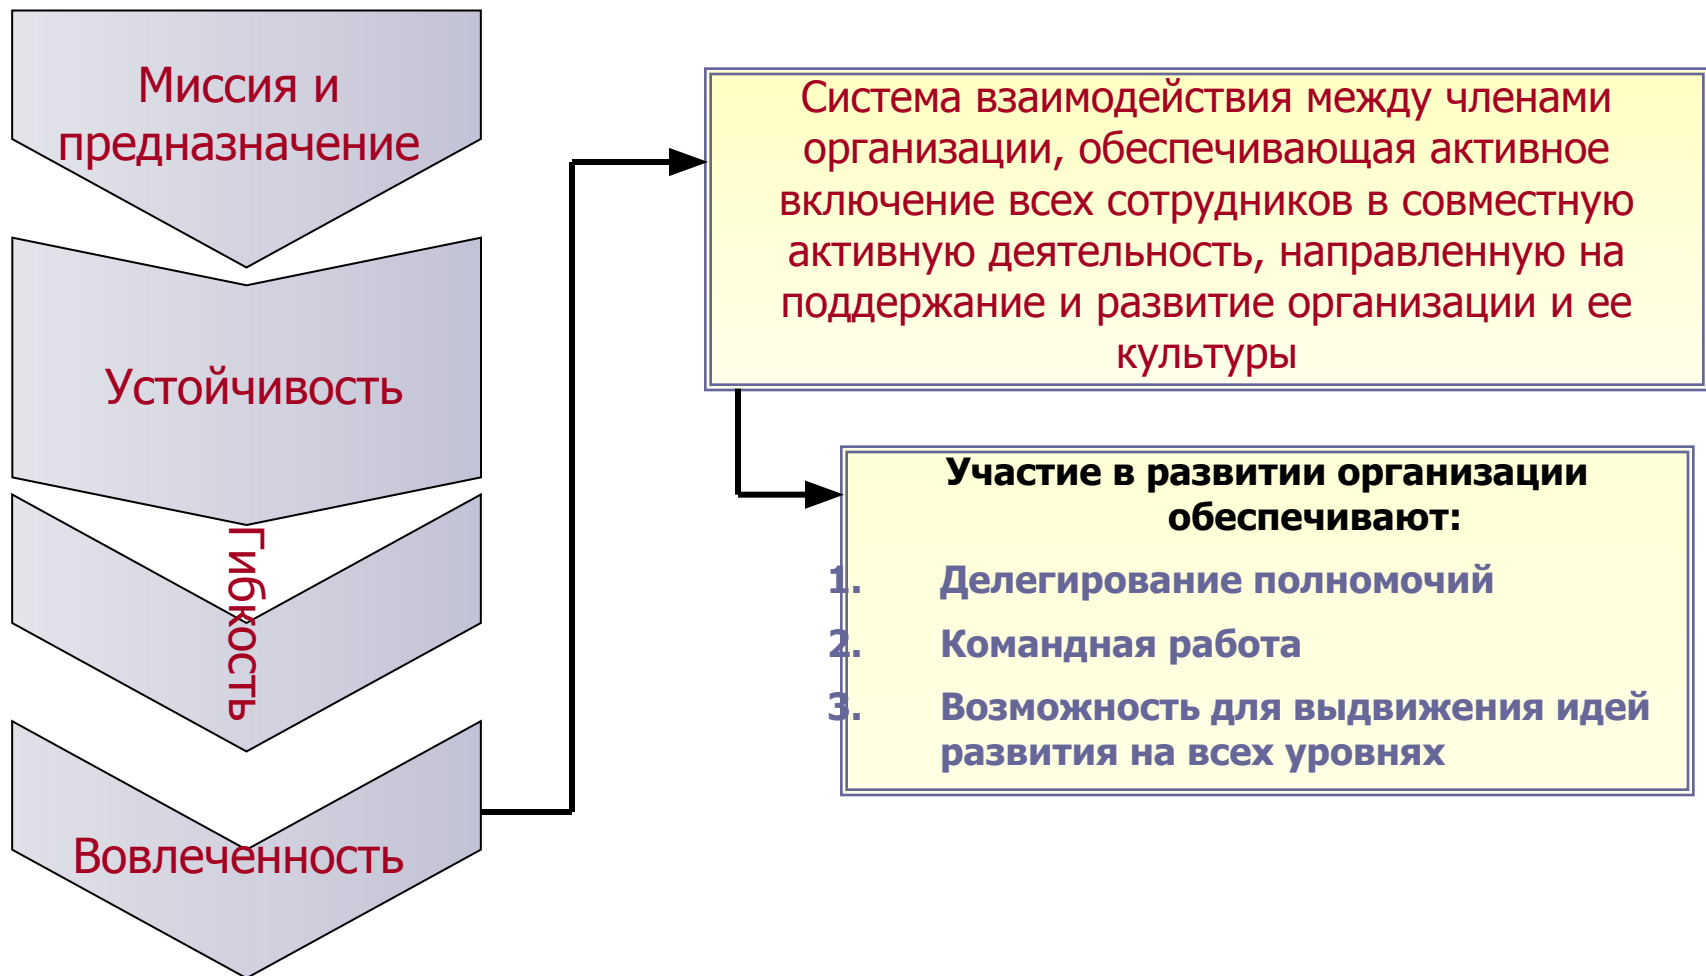 Миссия и
предназначение
Устойчивость
Гибкость
Вовлеченность
Система взаимодействия между членами
организации, обеспечивающая активное
включение всех сотрудников в совместную
активную деятельность, направленную на
поддержание и развитие организации и ее
культуры
Участие в развитии организации
обеспечивают:
1. Делегирование полномочий
2. Командная работа
3. Возможность для выдвижения идей
развития на всех уровнях